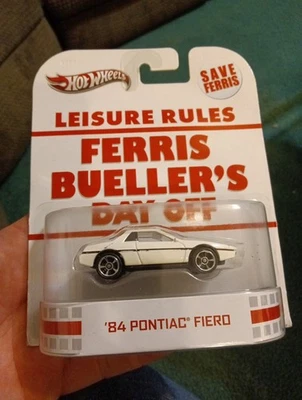 Hot Wheels
SAVE
FERRIS
LEISURE RULES
FERRIS
BUELLER'S
DAY OFF
'84 PONTIAC® FIERO